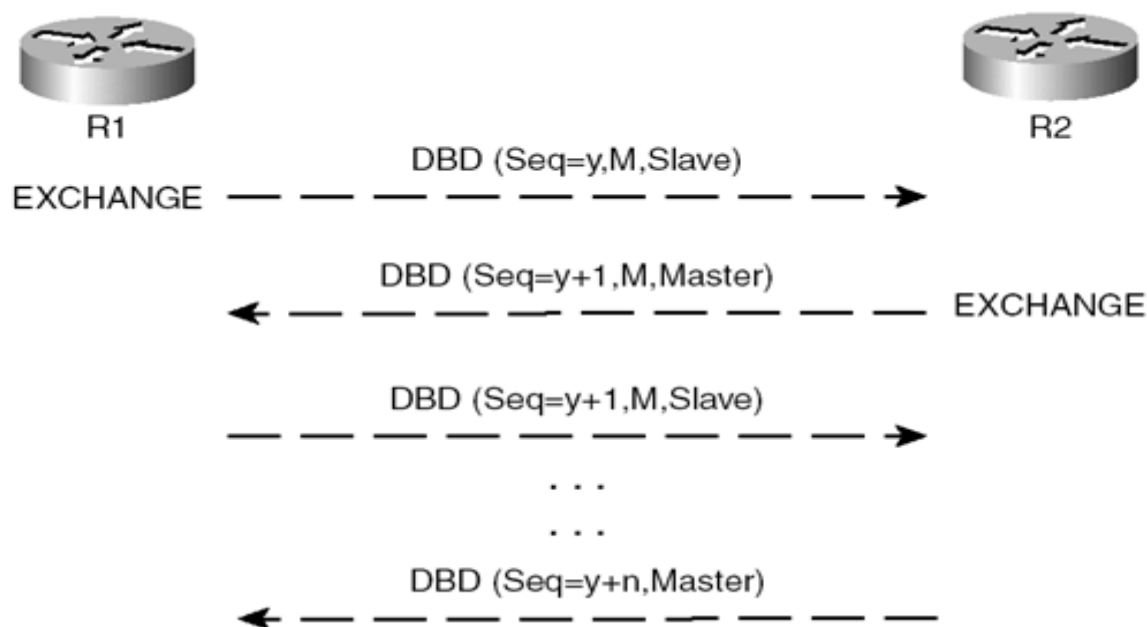 R1
R2
DBD (Seq=y,M,Slave)
EXCHANGE
DBD (Seq=y+1,M,Master)
EXCHANGE
DBD (Seq=y+1,M,Slave)
. . .
. . .
DBD (Seq=y+n,Master)